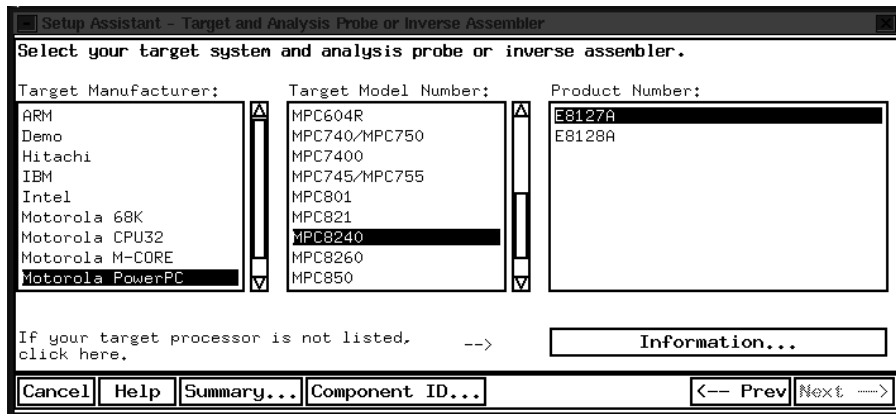 Setup Assistant - Target and Analysis Probe or Inverse Assembler
Select your target system and analysis probe or inverse assembler.
Target Manufacturer:
ARM
Demo
Hitachi
IBM
Intel
Motorola 68K
Motorola CPU32
Motorola M-CORE
Motorola PowerPC
Target Model Number:
MPC604R
MPC740/MPC750
MPC7400
MPC745/MPC755
MPC801
MPC821
MPC8240
MPC8260
MPC850
Product Number:
E8127A
E8128A
If your target processor is not listed,
click here.
-->
Information...
Cancel Help Summary... Component ID... <-- Prev Next -->